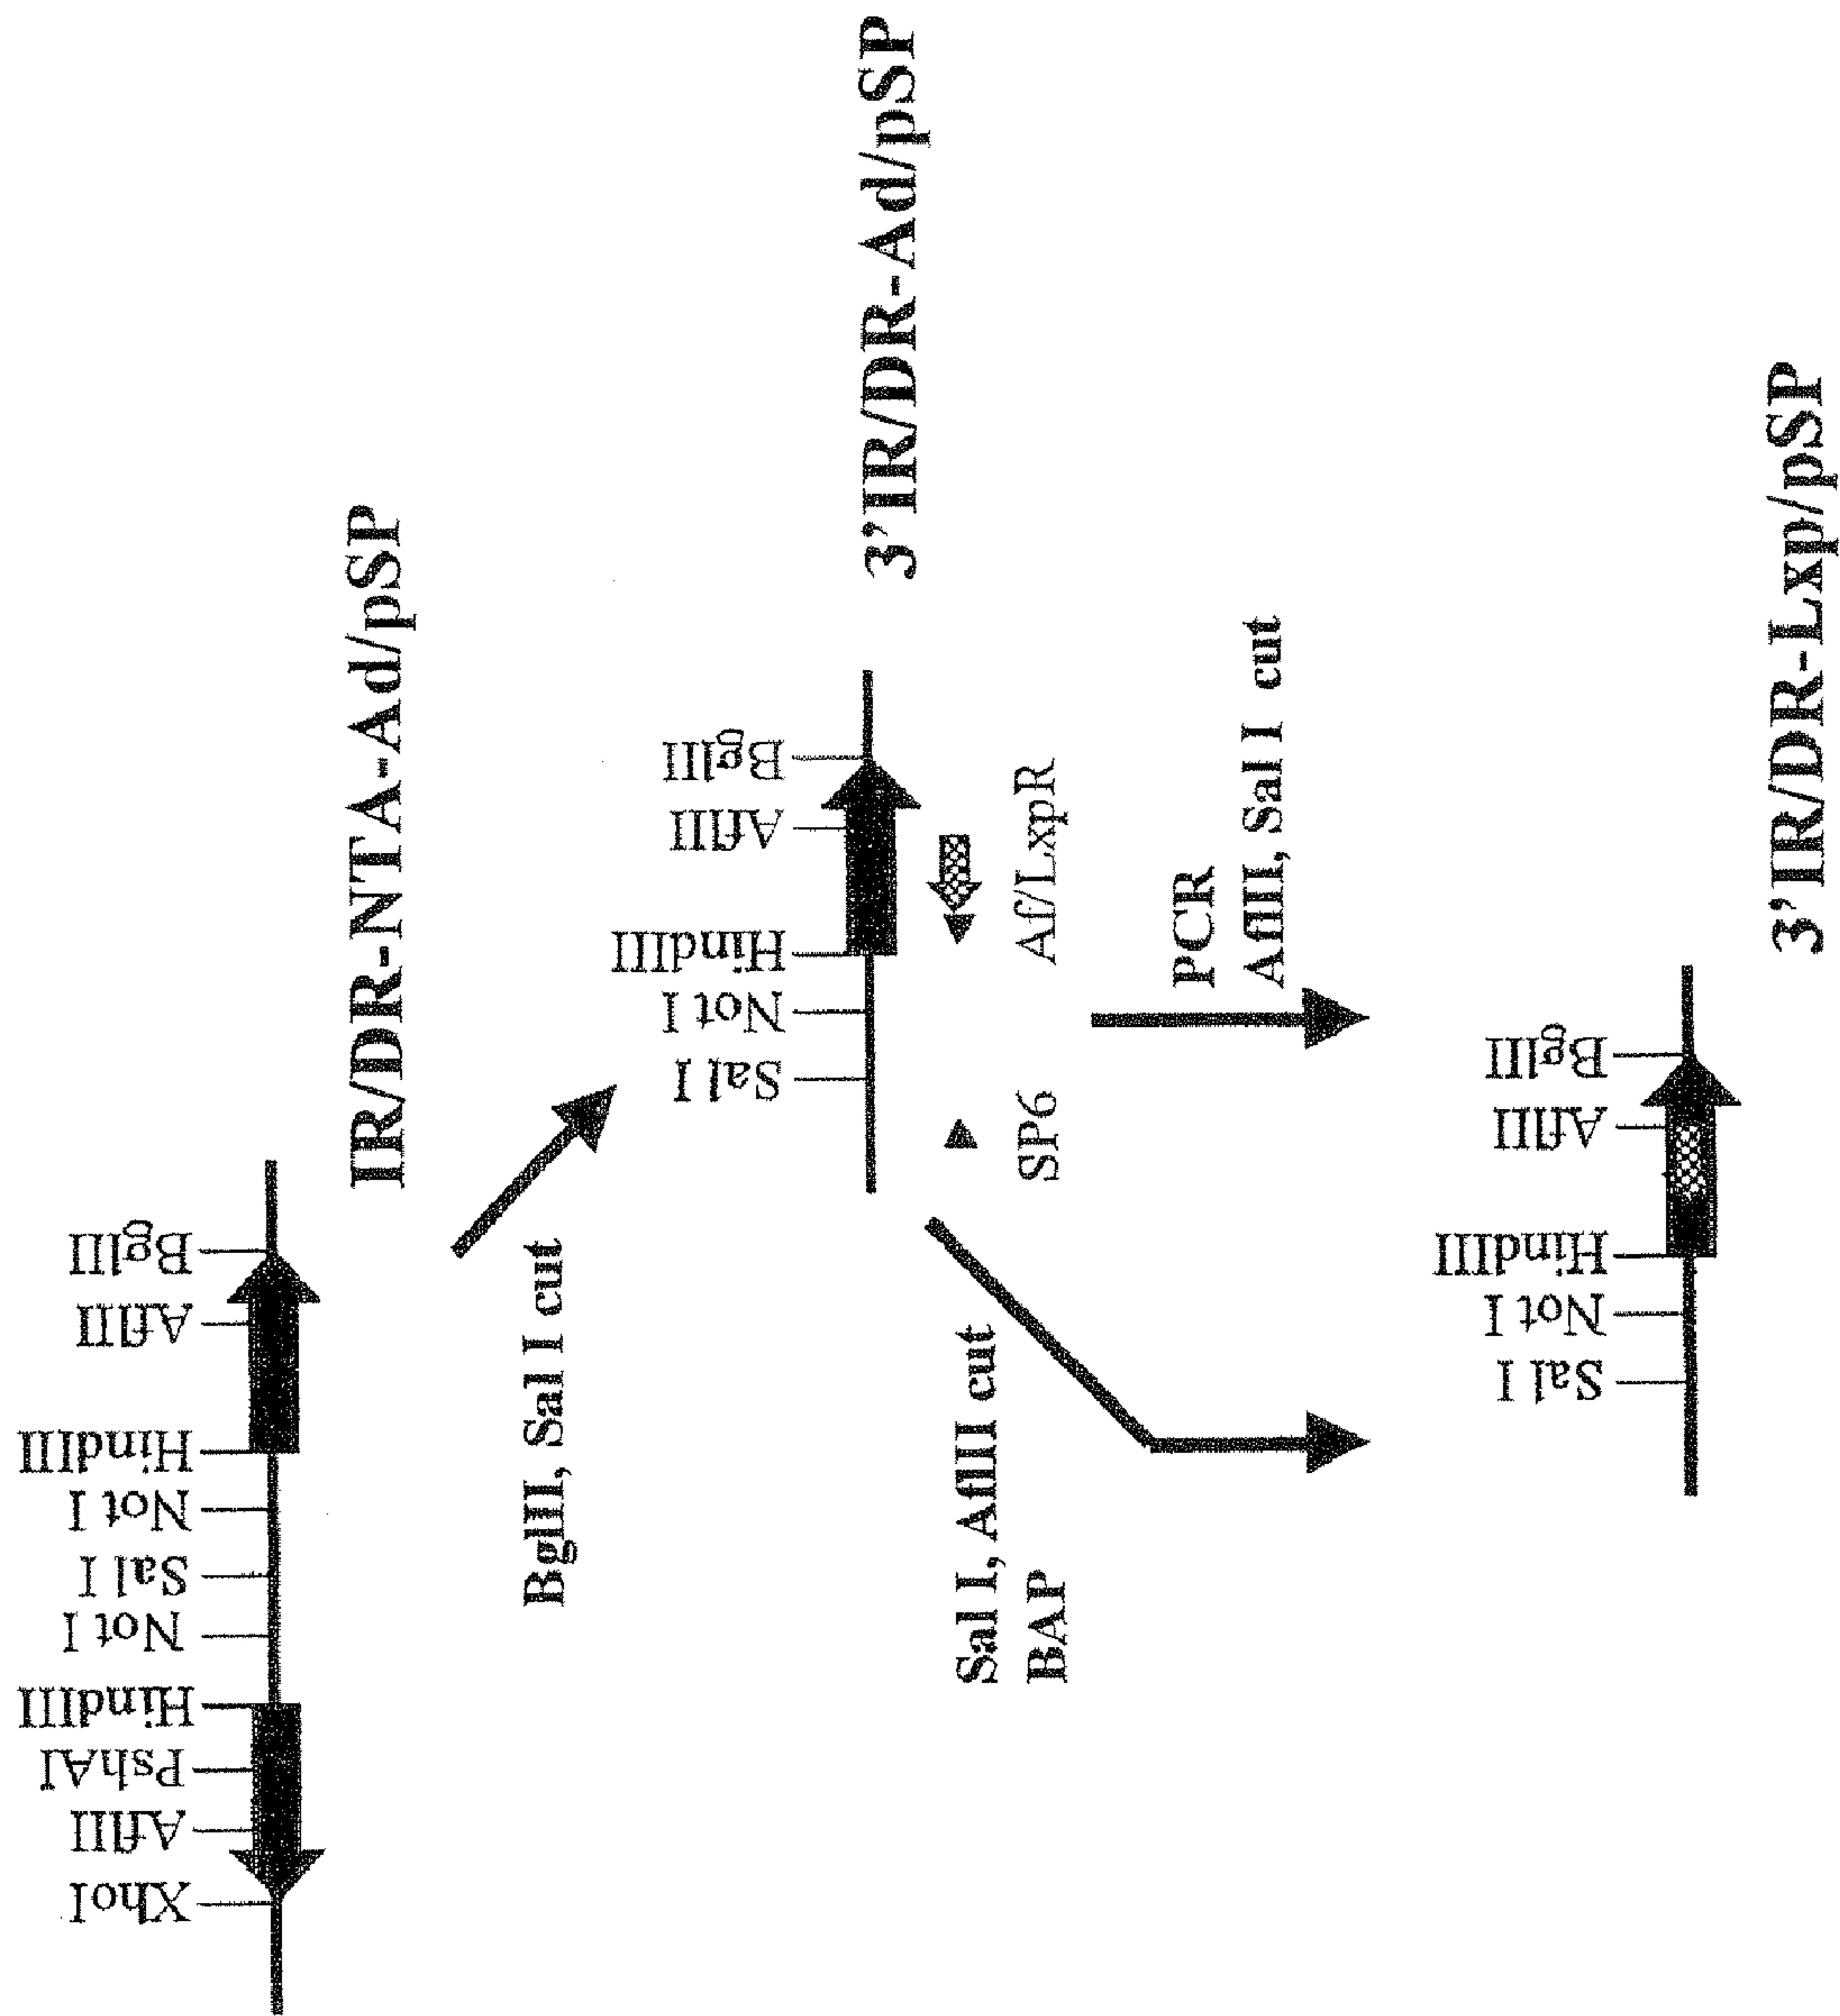 XhoI
AflII
PshAI
HindIII
Not I
Sal I
Not I
HindIII
AflII
BglII
IR/DR-NTA-Ad/pSP
BglII, Sal I cut
Sal I
Not I
HindIII
AflII
BglII
3'IR/DR-Ad/pSP
SP6
Af/LxpR
Sal I, AflII cut
BAP
PCR
AflII, Sal I cut
Sal I
Not I
HindIII
AflII
BglII
3'IR/DR-Lxp/pSP